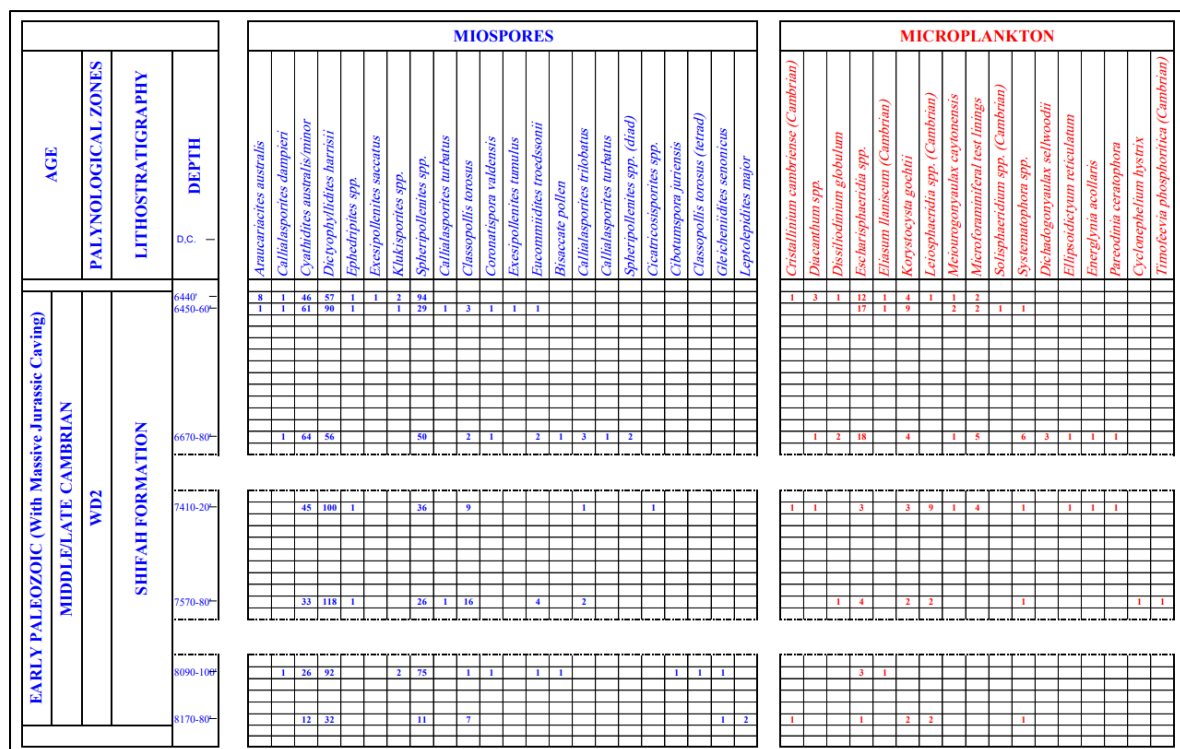 MIOSPORES
MICROPLANKTON
AGE
PALYNOLOGICAL ZONES
LITHOSTRATIGRAPHY
DEPTH
D.C.
Araucariacites australis
Callialasporites dampieri
Cyathidites australis/minor
Dictyophyllidites harrisii
Ephedripites spp.
Exesipollenites saccatus
Klukisporites spp.
Spheripollenites spp.
Callialasporites turbatus
Classopollis torosus
Coronatispora valdensis
Exesipollenites tumulus
Eucommiidites troedssonii
Bisaccate pollen
Callialasporites trilobatus
Callialasporites turbatus
Spheripollenites spp. (diad)
Cicatricosisporites spp.
Cibotumspora juriensis
Classopollis torosus (tetrad)
Gleicheniidites senonicus
Leptolepidites major
Cristallinium cambriense (Cambrian)
Diacanthum spp.
Dissiliodinium globulum
Escharisphaeridia spp.
Eliasum llaniscum (Cambrian)
Korystocysta gochtii
Leiosphaeridia spp. (Cambrian)
Meiourogonyaulax caytonensis
Microforaminiferal test linings
Solisphaeridium spp. (Cambrian)
Systematophora spp.
Dichadogonyaulax sellwoodii
Ellipsoidictyum reticulatum
Energlynia acollaris
Pareodinia ceratophora
Cyclonephelium hystrix
Timofeevia phosphoritica (Cambrian)
EARLY PALEOZOIC (With Massive Jurassic Caving)
MIDDLE/LATE CAMBRIAN
WD2
SHIFAH FORMATION
6440' 8 1 46 57 1 1 2 94 1 3 1 12 1 4 1 1 2
6450-60' 1 1 61 90 1 1 29 1 3 1 1 1 17 1 9 2 2 1 1
6670-80' 1 64 56 50 2 1 2 1 3 1 2 1 2 18 4 1 5 6 3 1 1 1
7410-20' 45 100 1 36 9 1 1 1 1 3 3 9 1 4 1 1 1 1
7570-80' 33 118 1 26 1 16 4 2 1 4 2 2 1 1 1
8090-100' 1 26 92 2 75 1 1 1 1 1 1 1 3 1
8170-80' 12 32 11 7 1 2 1 1 2 2 1